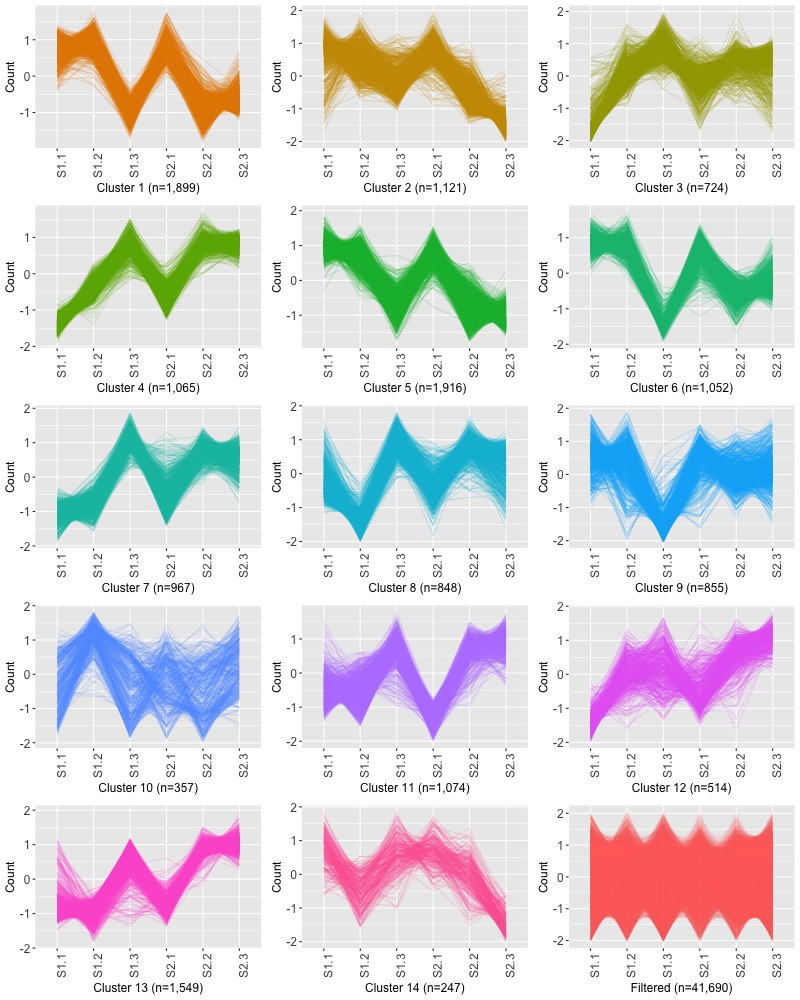 Count
1
0
-1
S1.1 S1.2 S1.3 S2.1 S2.2 S2.3
Cluster 1 (n=1,899)
Count
2
1
0
-1
-2
S1.1 S1.2 S1.3 S2.1 S2.2 S2.3
Cluster 2 (n=1,121)
Count
2
1
0
-1
-2
S1.1 S1.2 S1.3 S2.1 S2.2 S2.3
Cluster 3 (n=724)
Count
1
0
-1
-2
S1.1 S1.2 S1.3 S2.1 S2.2 S2.3
Cluster 4 (n=1,065)
Count
2
1
0
-1
S1.1 S1.2 S1.3 S2.1 S2.2 S2.3
Cluster 5 (n=1,916)
Count
1
0
-1
-2
S1.1 S1.2 S1.3 S2.1 S2.2 S2.3
Cluster 6 (n=1,052)
Count
2
1
0
-1
-2
S1.1 S1.2 S1.3 S2.1 S2.2 S2.3
Cluster 7 (n=967)
Count
2
1
0
-1
-2
S1.1 S1.2 S1.3 S2.1 S2.2 S2.3
Cluster 8 (n=848)
Count
2
1
0
-1
-2
S1.1 S1.2 S1.3 S2.1 S2.2 S2.3
Cluster 9 (n=855)
Count
2
1
0
-1
-2
S1.1 S1.2 S1.3 S2.1 S2.2 S2.3
Cluster 10 (n=357)
Count
1
0
-1
-2
S1.1 S1.2 S1.3 S2.1 S2.2 S2.3
Cluster 11 (n=1,074)
Count
2
1
0
-1
-2
S1.1 S1.2 S1.3 S2.1 S2.2 S2.3
Cluster 12 (n=514)
Count
2
1
0
-1
-2
S1.1 S1.2 S1.3 S2.1 S2.2 S2.3
Cluster 13 (n=1,549)
Count
2
1
0
-1
-2
S1.1 S1.2 S1.3 S2.1 S2.2 S2.3
Cluster 14 (n=247)
Count
2
1
0
-1
-2
S1.1 S1.2 S1.3 S2.1 S2.2 S2.3
Filtered (n=41,690)